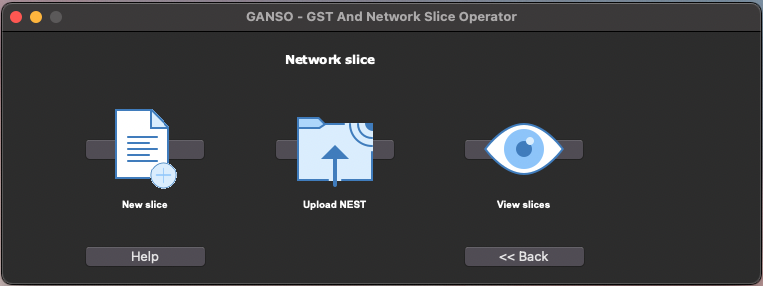 GANSO - GST And Network Slice Operator
Network slice
New slice
Upload NEST
View slices
Help
<< Back